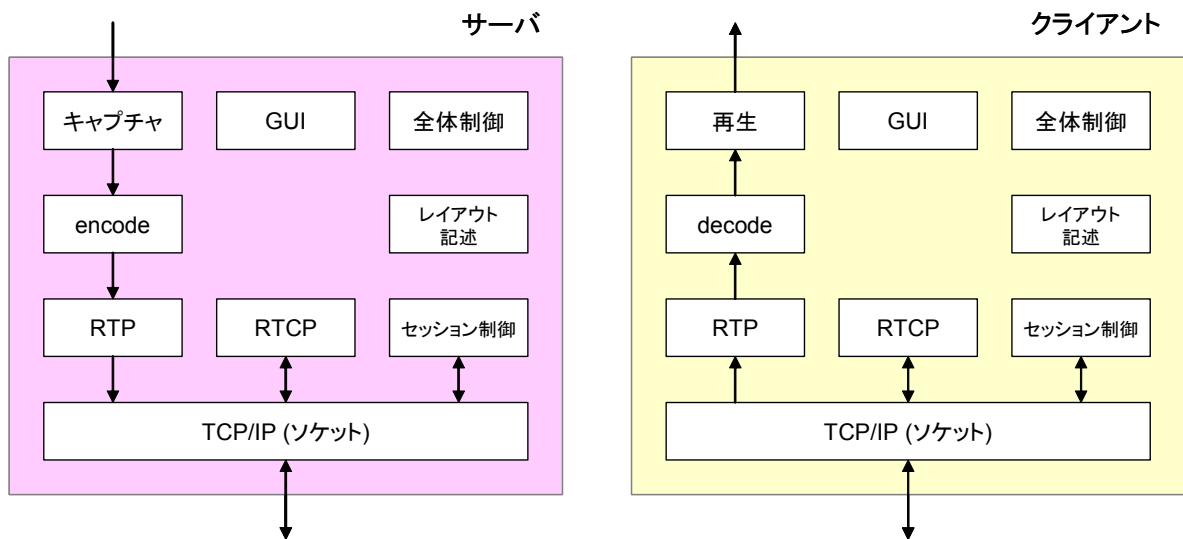 サーバ
キャプチャ
GUI
全体制御
encode
レイアウト
記述
RTP
RTCP
セッション制御
TCP/IP (ソケット)
クライアント
再生
GUI
全体制御
decode
レイアウト
記述
RTP
RTCP
セッション制御
TCP/IP (ソケット)